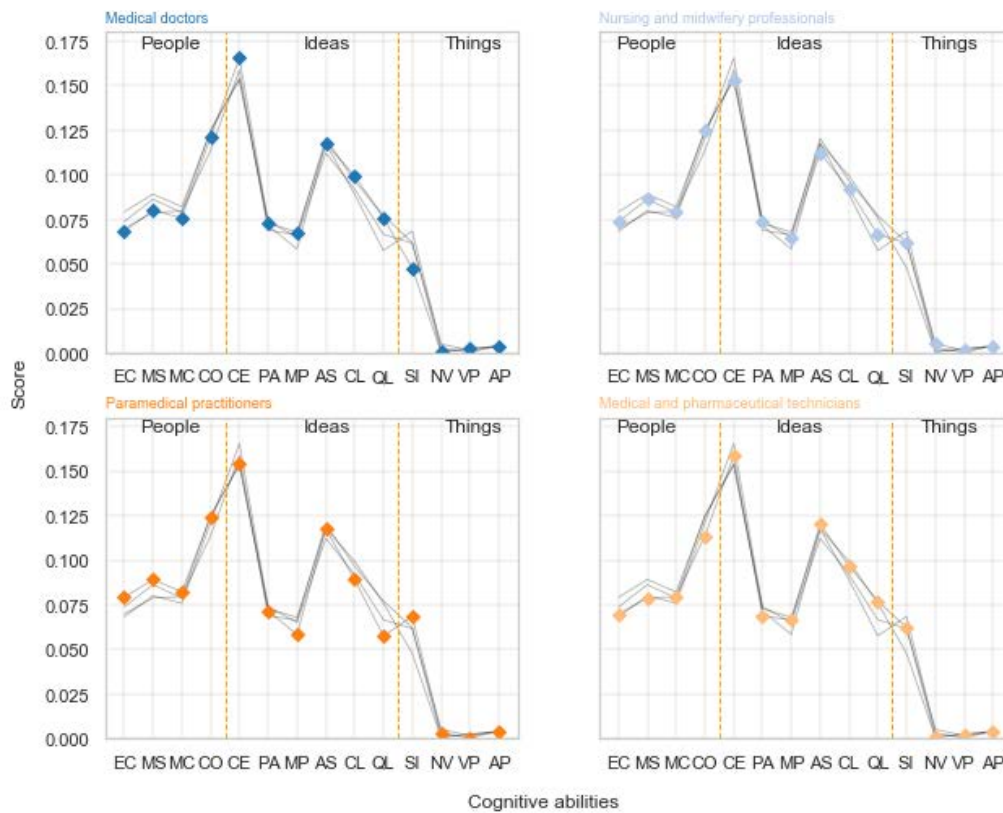 Medical doctors
People Ideas Things
0.175
0.150
0.125
0.100
0.075
0.050
0.025
0.000
EC MS MC CO CE PA MP AS CL QL SI NV VP AP
Nursing and midwifery professionals
People Ideas Things
EC MS MC CO CE PA MP AS CL QL SI NV VP AP
Score
Paramedical practitioners
People Ideas Things
0.175
0.150
0.125
0.100
0.075
0.050
0.025
0.000
EC MS MC CO CE PA MP AS CL QL SI NV VP AP
Medical and pharmaceutical technicians
People Ideas Things
EC MS MC CO CE PA MP AS CL QL SI NV VP AP
Cognitive abilities